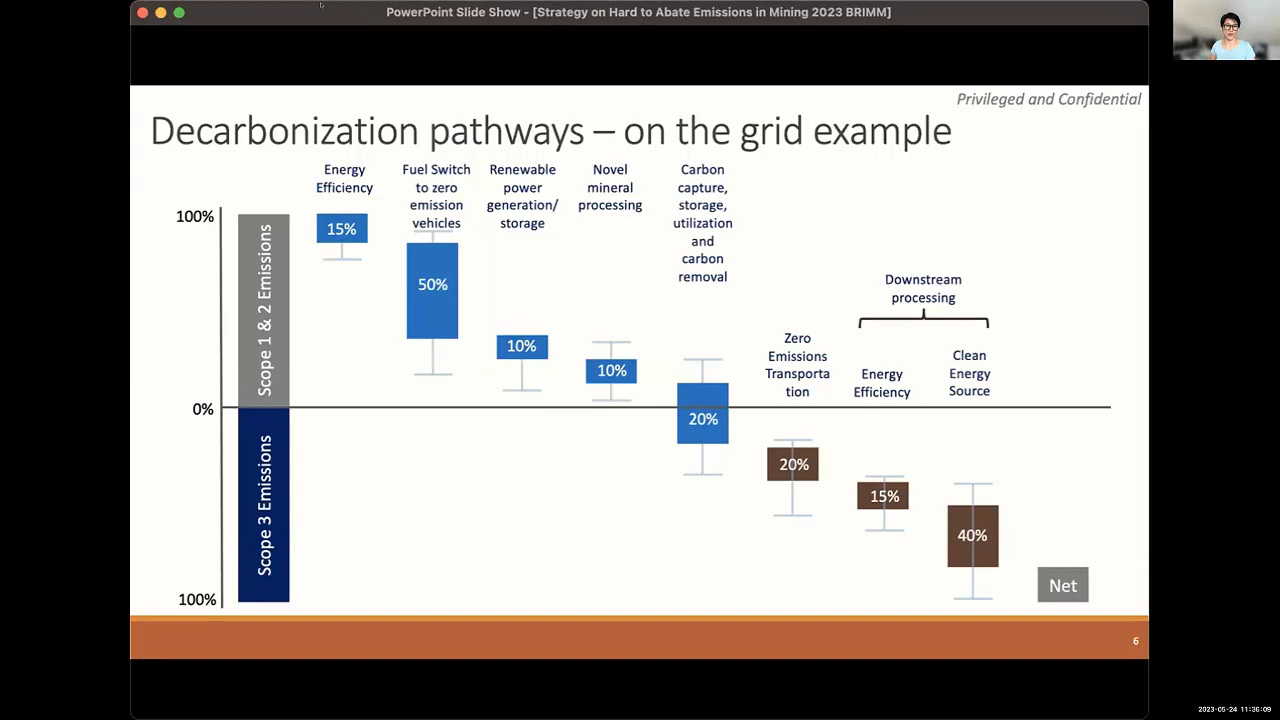 PowerPoint Slide Show - [Strategy on Hard to Abate Emissions in Mining 2023 BRIMM]
Privileged and Confidential
Decarbonization pathways – on the grid example
Energy
Efficiency
Fuel Switch
to zero
emission
vehicles
Renewable
power
generation/
storage
Novel
mineral
processing
Carbon
capture,
storage,
utilization
and
carbon
removal
100%
0%
100%
Scope 1 & 2 Emissions
Scope 3 Emissions
15%
50%
10%
10%
20%
Zero
Emissions
Transporta
tion
Downstream
processing
Energy
Efficiency
Clean
Energy
Source
20%
15%
40%
Net
6
2023-05-24 11:36:09